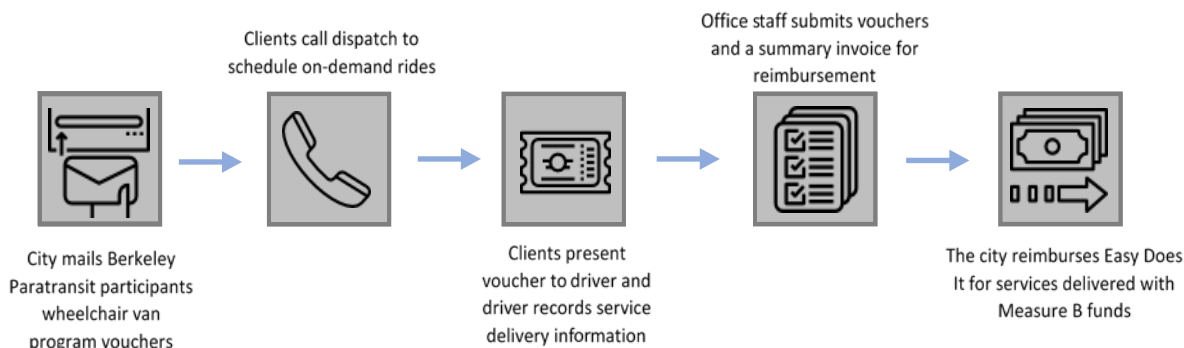 City mails Berkeley
Paratransit participants
wheelchair van
program vouchers
Clients call dispatch to
schedule on-demand rides
Clients present
voucher to driver and
driver records service
delivery information
Office staff submits vouchers
and a summary invoice for
reimbursement
The city reimburses Easy Does
It for services delivered with
Measure B funds